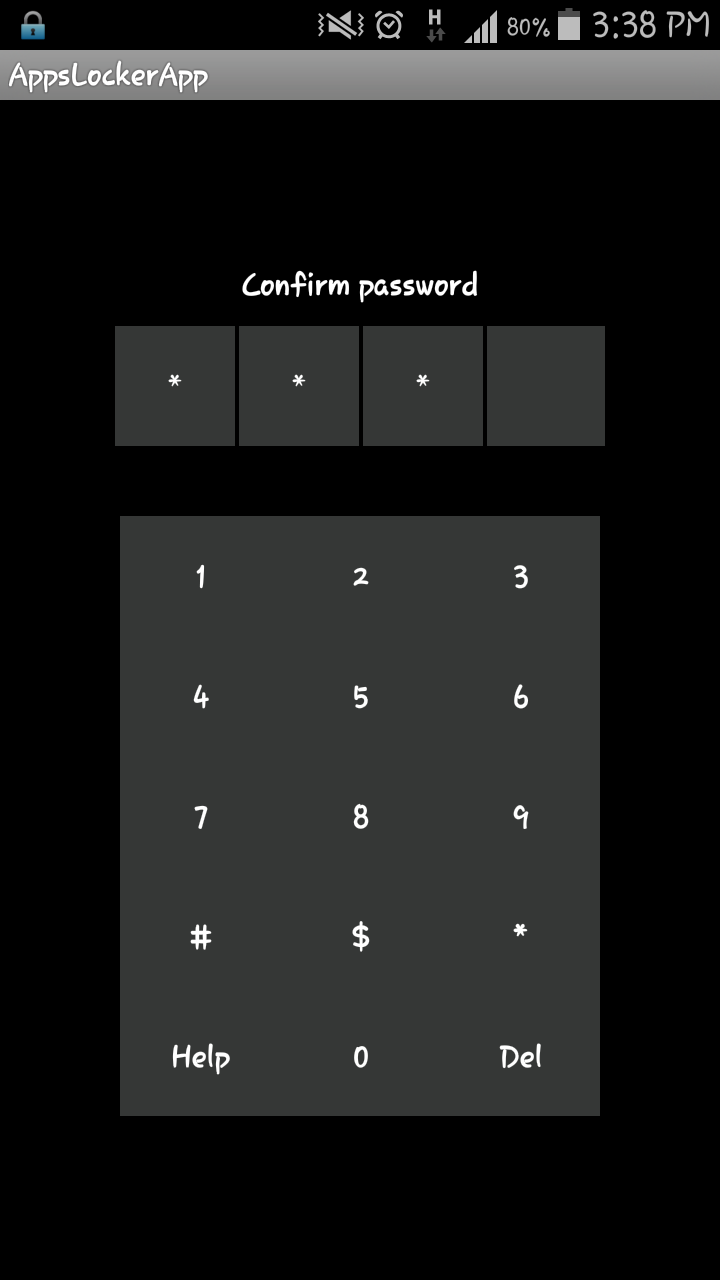 H 80% 3:38 PM
AppsLockerApp
Confirm password
* * *
1 2 3
4 5 6
7 8 9
# $ *
Help 0 Del